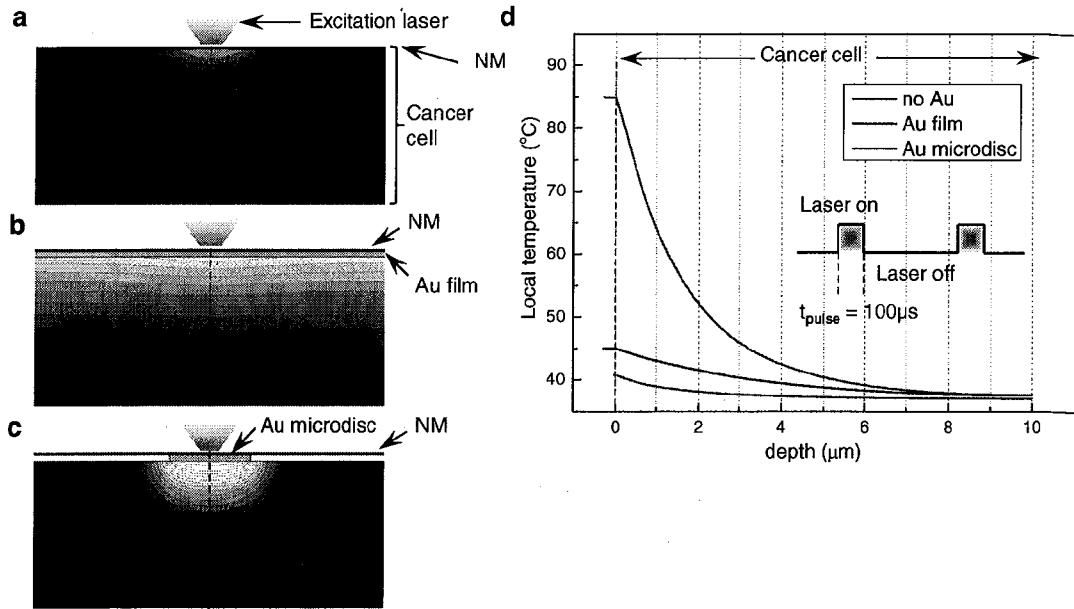 a
Excitation laser
NM
Cancer cell
b
NM
Au film
c
Au microdisc
NM
d
Cancer cell
no Au
Au film
Au microdisc
Laser on
Laser off
t_pulse = 100µs
Local temperature (°C)
90
80
70
60
50
40
0
2
4
6
8
10
depth (µm)